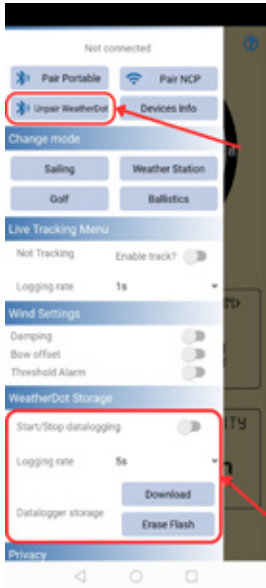 Not connected
Pair Portable
Pair NCP
Unpair WeatherDot
Devices Info
Change mode
Sailing
Weather Station
Golf
Ballistics
Live Tracking Menu
Not Tracking
Enable track?
Logging rate
1s
Wind Settings
Damping
Bow offset
Threshold Alarm
WeatherDot Storage
Start/Stop datalogging
Logging rate
5s
Download
Datalogger storage
Erase Flash
Privacy